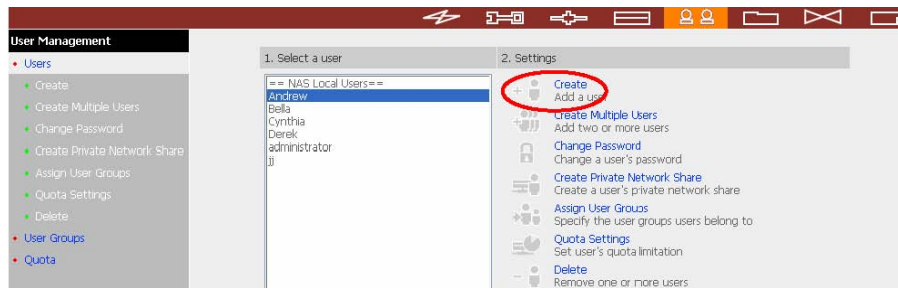 User Management
Users
Create
Create Multiple Users
Change Password
Create Private Network Share
Assign User Groups
Quota Settings
Delete
User Groups
Quota
1. Select a user
== NAS Local Users==
Andrew
Bella
Cynthia
Derek
administrator
jj
2. Settings
Create
Add a user
Create Multiple Users
Add two or more users
Change Password
Change a user's password
Create Private Network Share
Create a user's private network share
Assign User Groups
Specify the user groups users belong to
Quota Settings
Set user's quota limitation
Delete
Remove one or more users